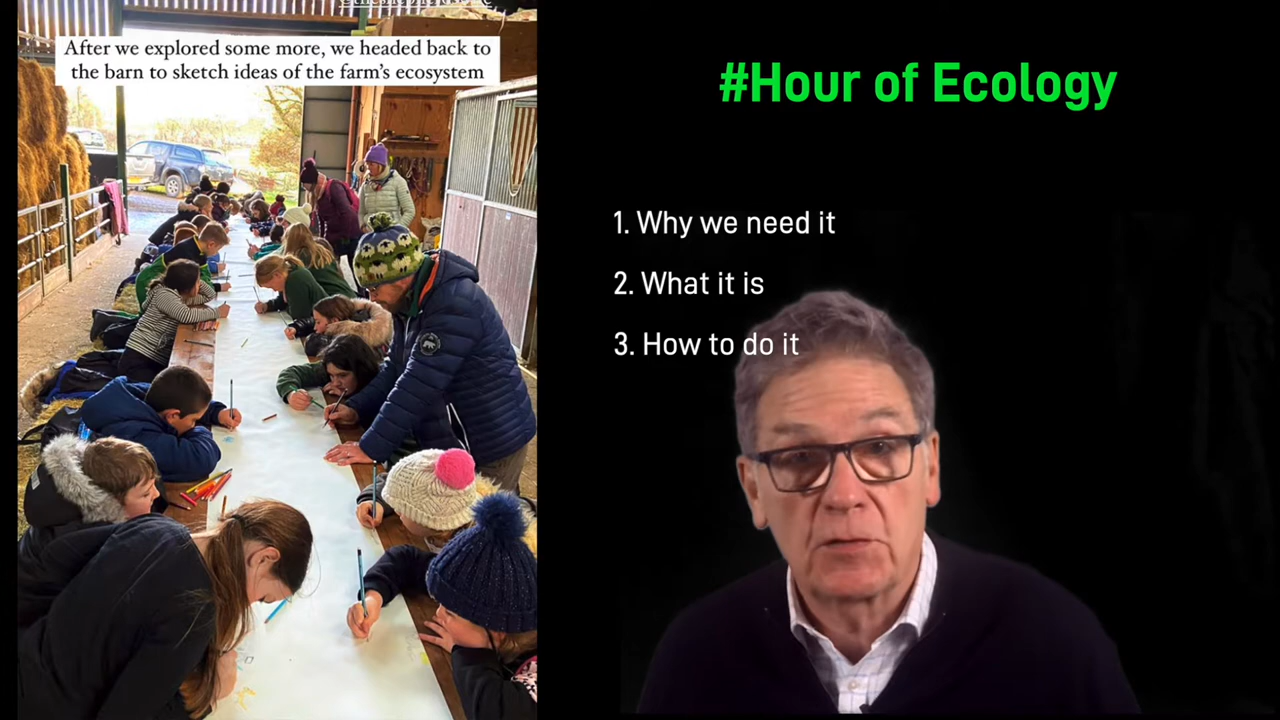 After we explored some more, we headed back to
the barn to sketch ideas of the farm's ecosystem
#Hour of Ecology
1. Why we need it
2. What it is
3. How to do it